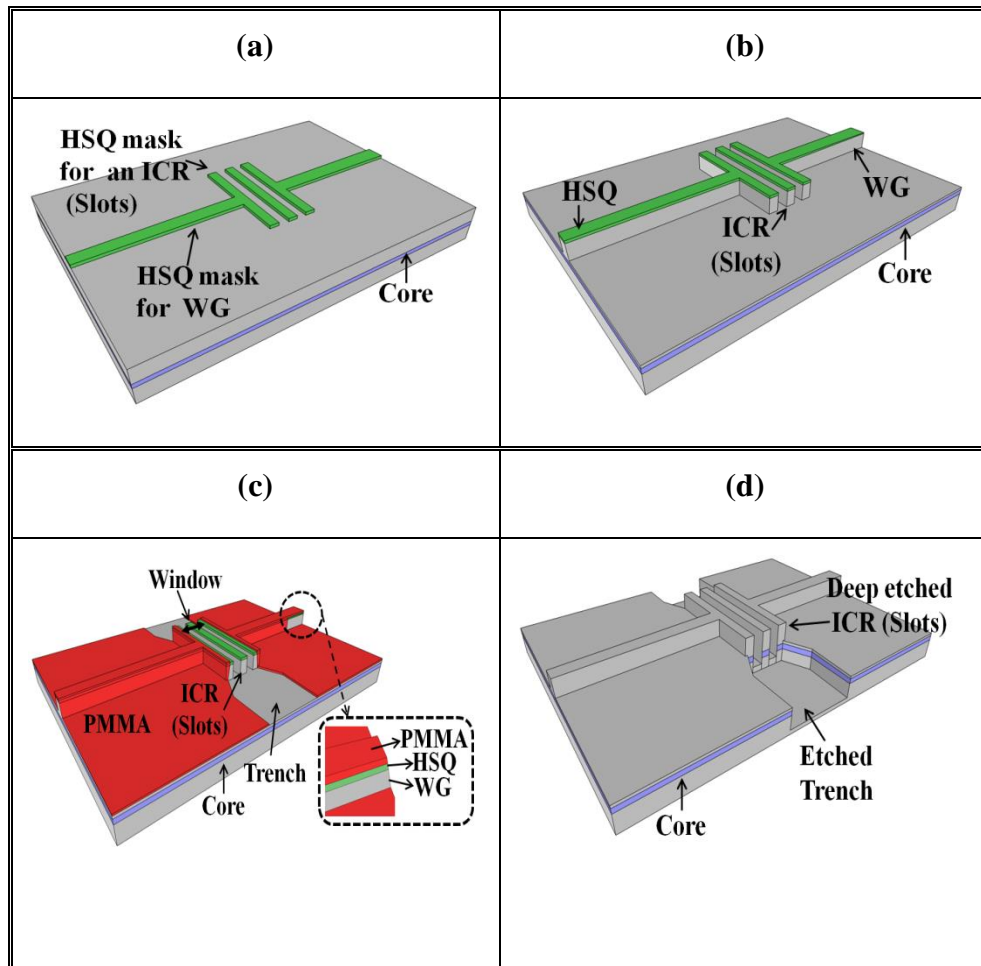 (a)
(b)
HSQ mask
for an ICR
(Slots)
HSQ mask
for WG
Core
HSQ
WG
ICR
(Slots)
Core
(c)
(d)
Window
ICR
(Slots)
PMMA
Trench
Core
PMMA
HSQ
WG
Deep etched
ICR (Slots)
Etched
Trench
Core